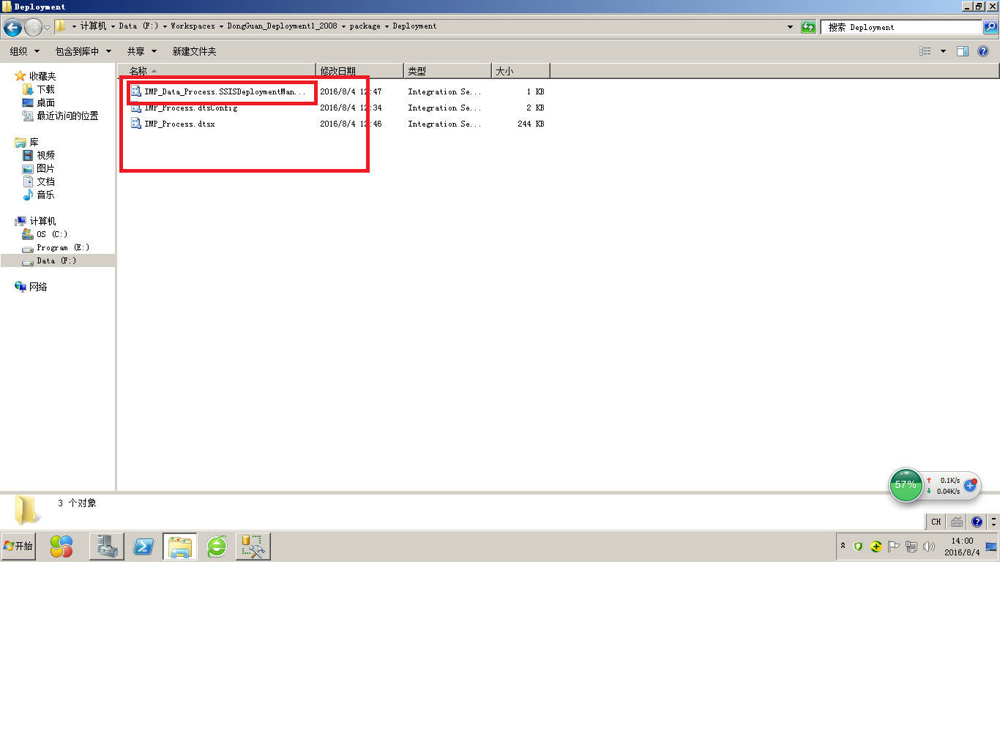 Deployment
计算机 Data (F:) Workspaces DongGuan_Deployment1_2008 package Deployment
搜索 Deployment
组织 包含到库中 共享 新建文件夹
名称 修改日期 类型 大小
IMP_Data_Process.SSISDeploymentMan... 2016/8/4 12:47 Integration Se... 1 KB
IMP_Process.dtsConfig 2016/8/4 12:34 Integration Se... 2 KB
IMP_Process.dtsx 2016/8/4 12:46 Integration Se... 244 KB
收藏夹
下载
桌面
最近访问的位置
库
视频
图片
文档
音乐
计算机
OS (C:)
Program (E:)
Data (F:)
网络
57%
0.1K/s
0.04K/s
3 个对象
CH
开始
14:00
2016/8/4